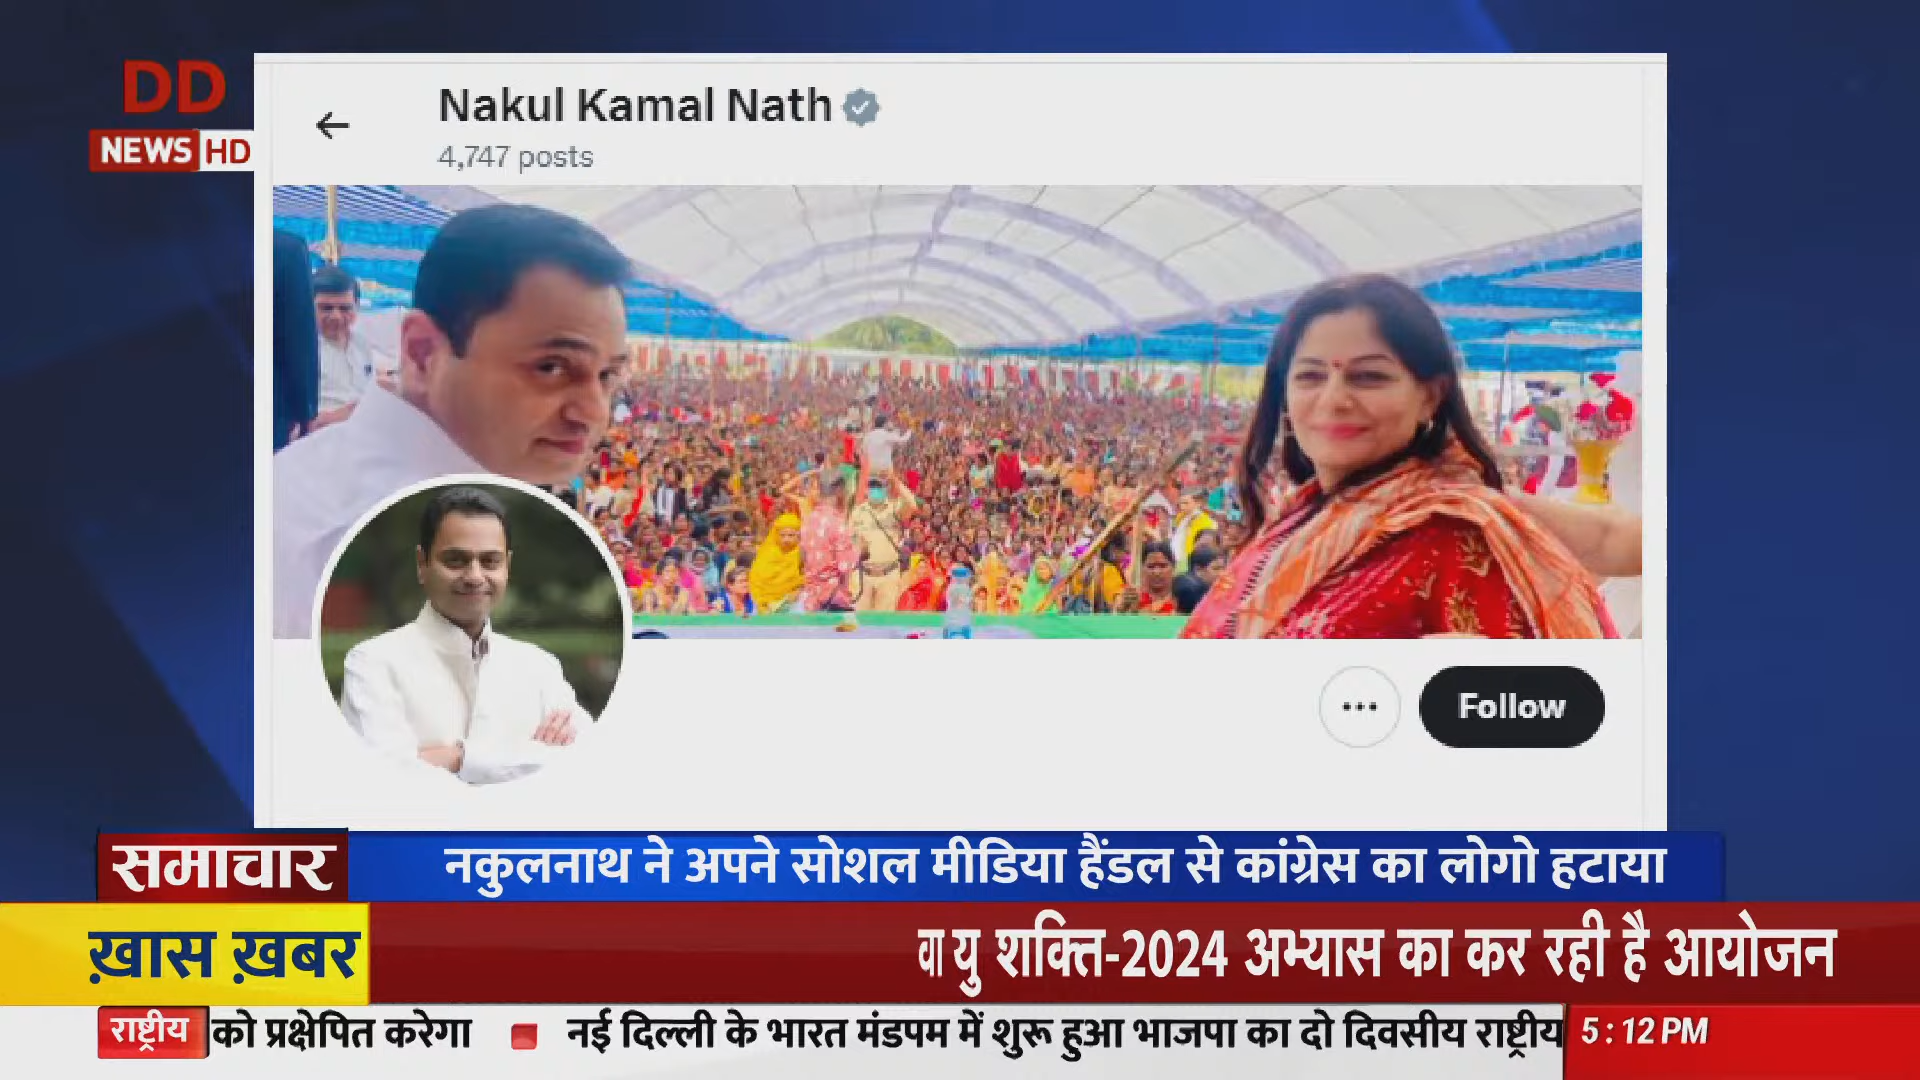 DD
NEWS HD
Nakul Kamal Nath
4,747 posts
Follow
समाचार
नकुलनाथ ने अपने सोशल मीडिया हैंडल से कांग्रेस का लोगो हटाया
ख़ास ख़बर
वायु शक्ति-2024 अभ्यास का कर रही है आयोजन
राष्ट्रीय
को प्रक्षेपित करेगा
नई दिल्ली के भारत मंडपम में शुरू हुआ भाजपा का दो दिवसीय राष्ट्रीय
5:12 PM